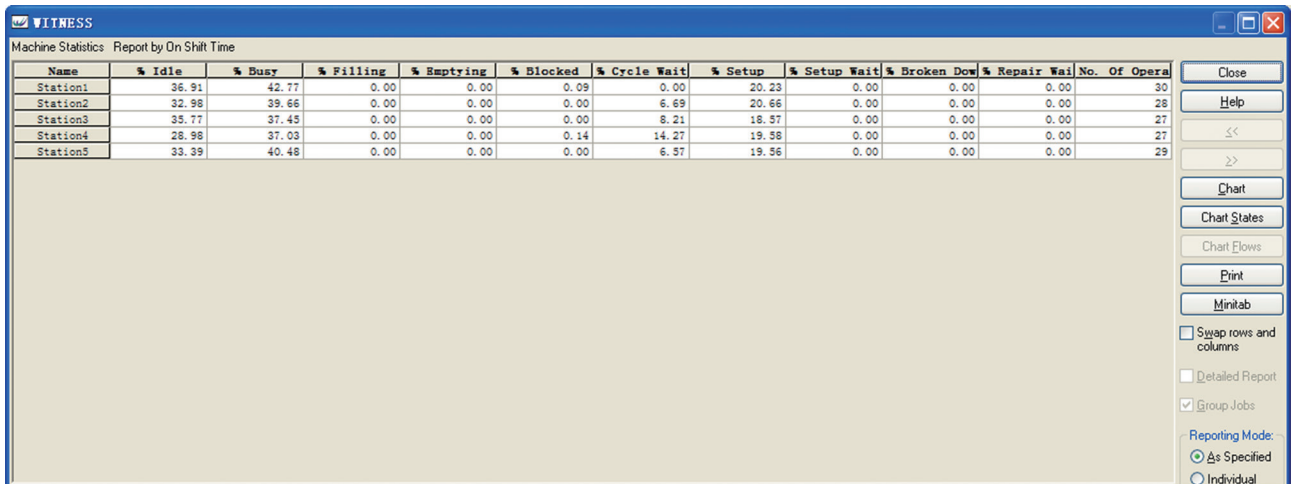 WITNESS
Machine Statistics Report by On Shift Time
Name % Idle % Busy % Filling % Emptying % Blocked % Cycle Wait % Setup % Setup Wait % Broken Dow % Repair Wai No. Of Opera
Station1 36.91 42.77 0.00 0.00 0.09 0.00 20.23 0.00 0.00 0.00 30
Station2 32.98 39.66 0.00 0.00 0.00 6.69 20.66 0.00 0.00 0.00 28
Station3 35.77 37.45 0.00 0.00 0.00 8.21 18.57 0.00 0.00 0.00 27
Station4 28.98 37.03 0.00 0.00 0.14 14.27 19.58 0.00 0.00 0.00 27
Station5 33.39 40.48 0.00 0.00 0.00 6.57 19.56 0.00 0.00 0.00 29
Close
Help
<<
>>
Chart
Chart States
Chart Flows
Print
Minitab
Swap rows and
columns
Detailed Report
Group Jobs
Reporting Mode:
As Specified
Individual